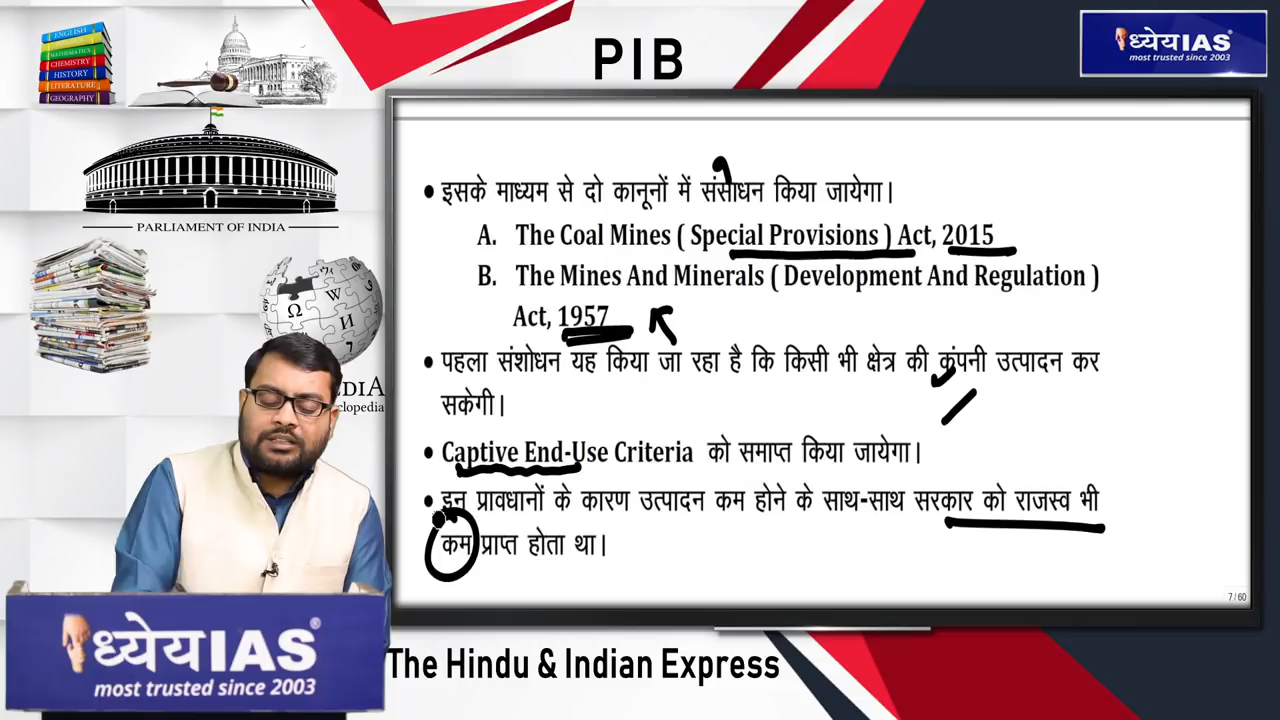 ENGLISH
MATHEMATICS
CHEMISTRY
HISTORY
LITERATURE
GEOGRAPHY
PARLIAMENT OF INDIA
Ω
W
И
EDIA
clopedia
PIB
ध्येयIAS
most trusted since 2003
• इसके माध्यम से दो कानूनों में संसोधन किया जायेगा।
A. The Coal Mines ( Special Provisions ) Act, 2015
B. The Mines And Minerals ( Development And Regulation )
Act, 1957
• पहला संशोधन यह किया जा रहा है कि किसी भी क्षेत्र की कंपनी उत्पादन कर
सकेगी।
• Captive End-Use Criteria को समाप्त किया जायेगा।
• इन प्रावधानों के कारण उत्पादन कम होने के साथ-साथ सरकार को राजस्व भी
कम प्राप्त होता था।
7 / 60
ध्येयIAS®
most trusted since 2003
The Hindu & Indian Express